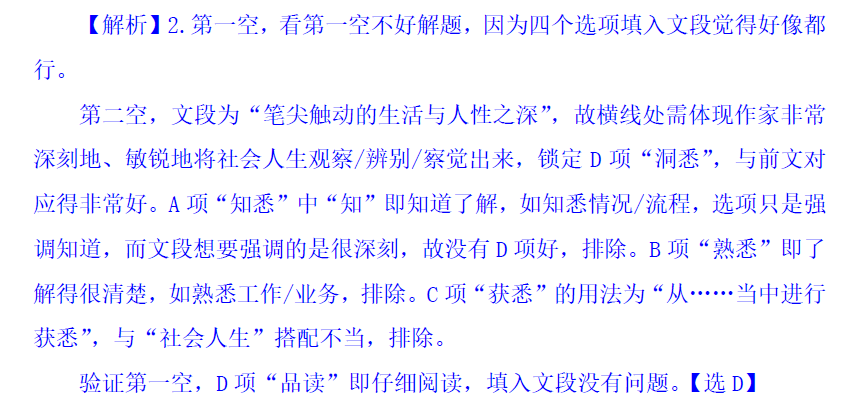 【解析】2.第一空，看第一空不好解题，因为四个选项填入文段觉得好像都
行。
第二空，文段为“笔尖触动的生活与人性之深”，故横线处需体现作家非常
深刻地、敏锐地将社会人生观察/辨别/察觉出来，锁定 D 项“洞悉”，与前文对
应得非常好。A 项“知悉”中“知”即知道了解，如知悉情况/流程，选项只是强
调知道，而文段想要强调的是很深刻，故没有 D 项好，排除。B 项“熟悉”即了
解得很清楚，如熟悉工作/业务，排除。C 项“获悉”的用法为“从……当中进行
获悉”，与“社会人生”搭配不当，排除。
验证第一空，D 项“品读”即仔细阅读，填入文段没有问题。【选 D】